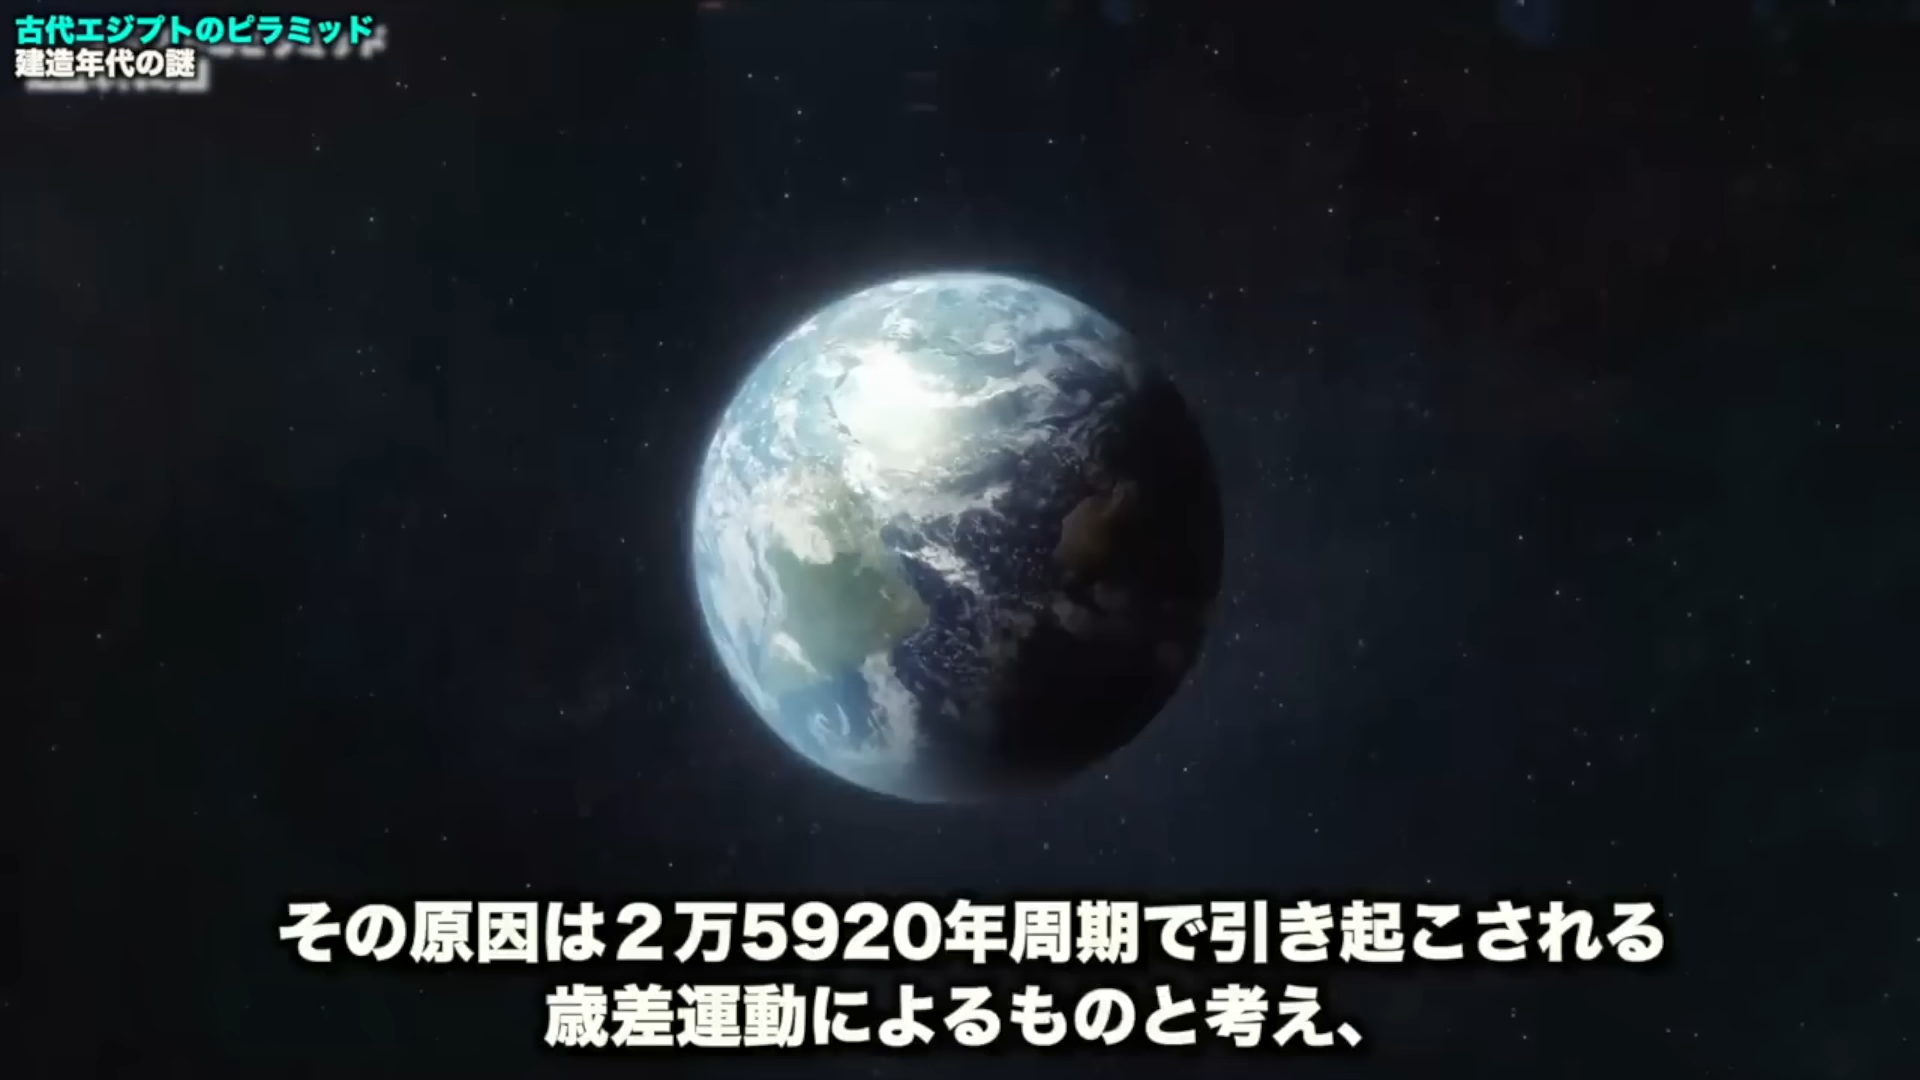 古代エジプトのピラミッド
建造年代の謎
その原因は２万5920年周期で引き起こされる
歳差運動によるものと考え、